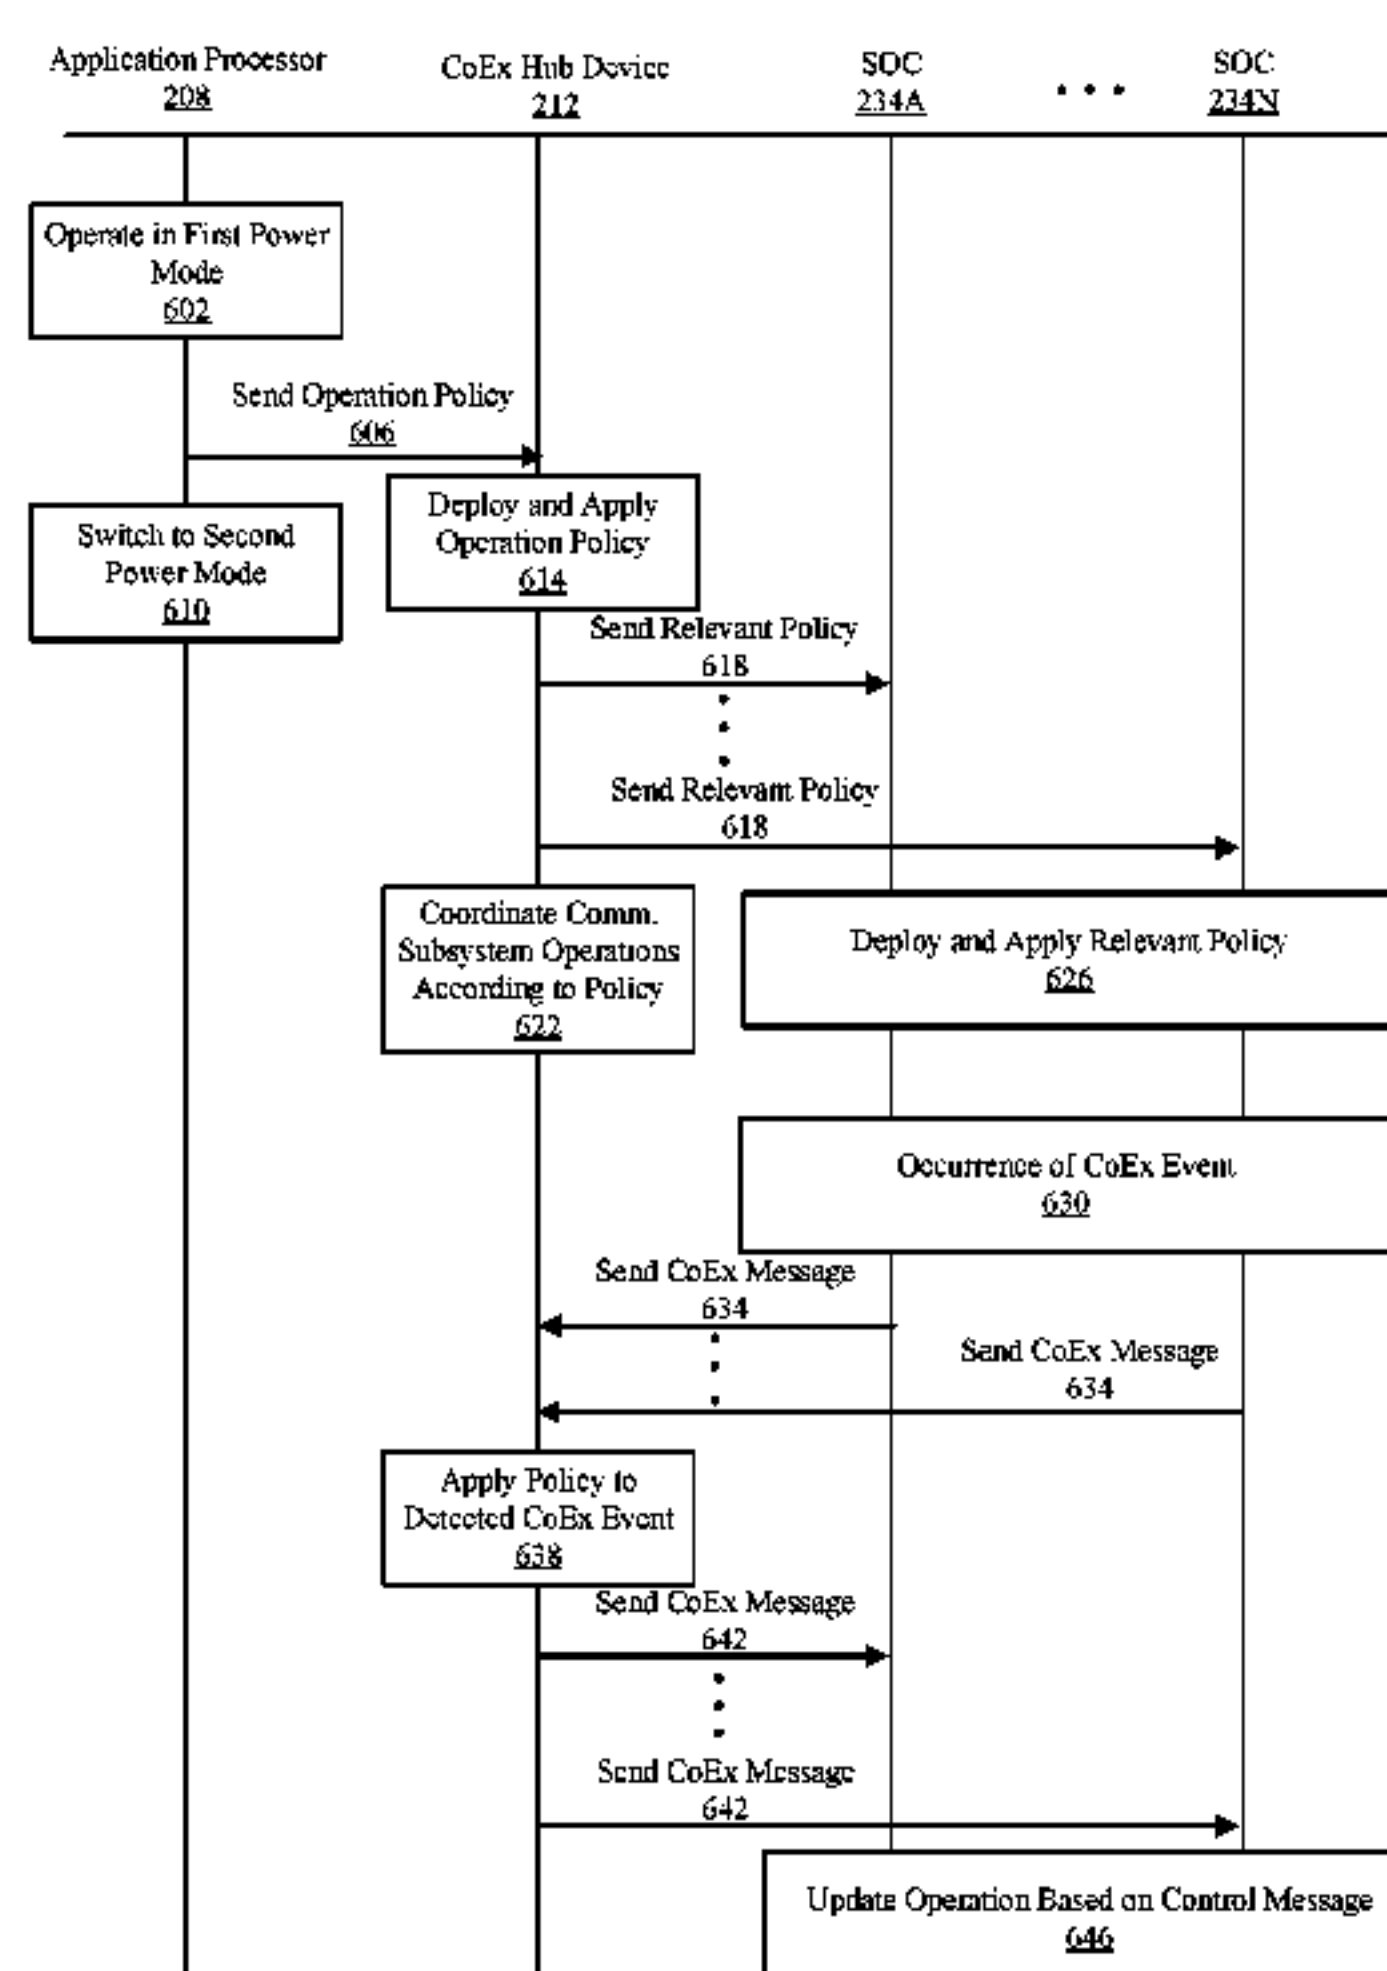 Application Processor
208
CoEx Hub Device
212
SOC
234A
SOC
234N
Operate in First Power
Mode
602
Send Operation Policy
606
Deploy and Apply
Operation Policy
614
Switch to Second
Power Mode
610
Send Relevant Policy
618
Send Relevant Policy
618
Coordinate Comm.
Subsystem Operations
According to Policy
622
Deploy and Apply Relevant Policy
626
Occurrence of CoEx Event
630
Send CoEx Message
634
Send CoEx Message
634
Apply Policy to
Detected CoEx Event
638
Send CoEx Message
642
Send CoEx Message
642
Update Operation Based on Control Message
646